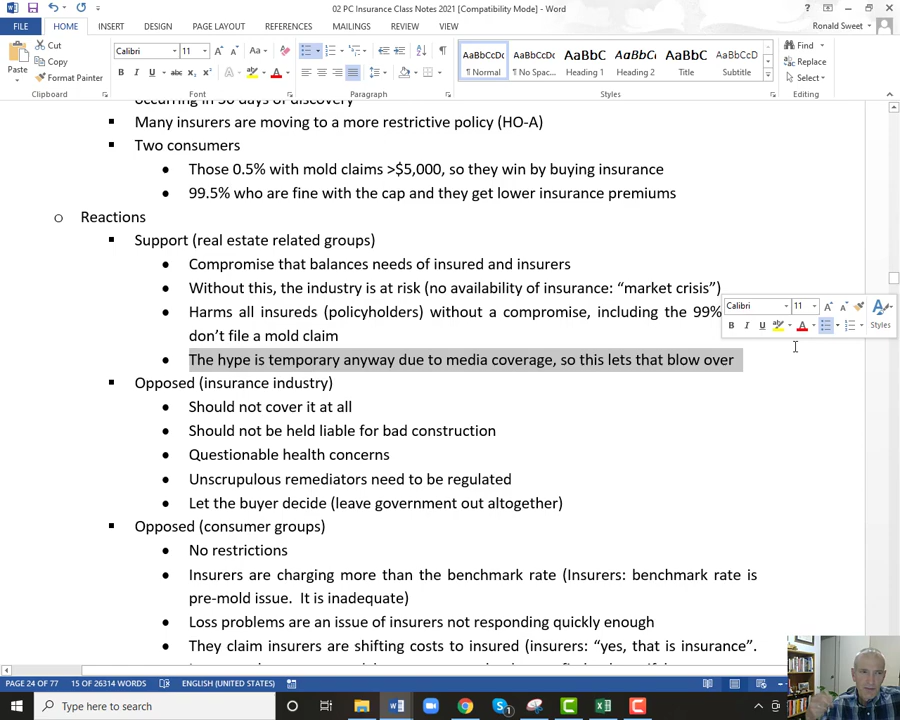 02 PC Insurance Class Notes 2021 [Compatibility Mode] - Word
FILE HOME INSERT DESIGN PAGE LAYOUT REFERENCES MAILINGS REVIEW VIEW Ronald Sweet
Paste
Cut
Copy
Format Painter
Clipboard
Calibri 11
Font
Paragraph
AaBbCcDc AaBbCcDc AaBbC AaBbCc AaBbC AaBbCcD
¶ Normal ¶ No Spac... Heading 1 Heading 2 Title Subtitle
Styles
Find
Replace
Select
Editing
occurring in 30 days of discovery
Many insurers are moving to a more restrictive policy (HO-A)
Two consumers
Those 0.5% with mold claims >$5,000, so they win by buying insurance
99.5% who are fine with the cap and they get lower insurance premiums
Reactions
Support (real estate related groups)
Compromise that balances needs of insured and insurers
Without this, the industry is at risk (no availability of insurance: “market crisis”)
Harms all insureds (policyholders) without a compromise, including the 99%
don’t file a mold claim
The hype is temporary anyway due to media coverage, so this lets that blow over
Calibri 11
Styles
Opposed (insurance industry)
Should not cover it at all
Should not be held liable for bad construction
Questionable health concerns
Unscrupulous remediators need to be regulated
Let the buyer decide (leave government out altogether)
Opposed (consumer groups)
No restrictions
Insurers are charging more than the benchmark rate (Insurers: benchmark rate is
pre-mold issue. It is inadequate)
Loss problems are an issue of insurers not responding quickly enough
They claim insurers are shifting costs to insured (insurers: “yes, that is insurance”.
PAGE 24 OF 77 15 OF 26314 WORDS ENGLISH (UNITED STATES)
Type here to search